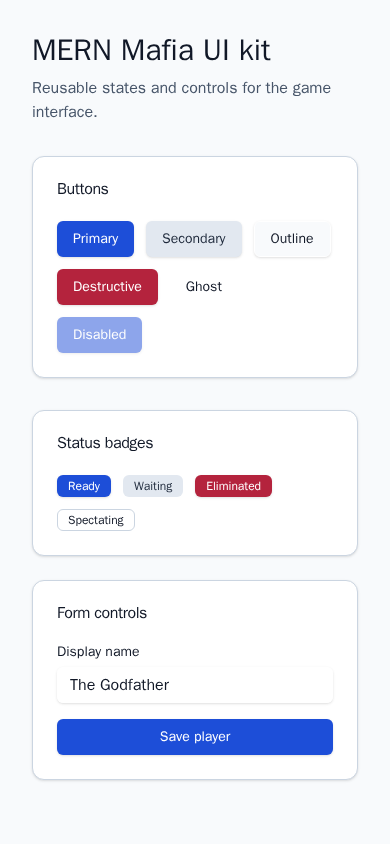 MERN Mafia UI kit
Reusable states and controls for the game
interface.
Buttons
Primary Secondary Outline
Destructive Ghost
Disabled
Status badges
Ready Waiting Eliminated
Spectating
Form controls
Display name
The Godfather
Save player